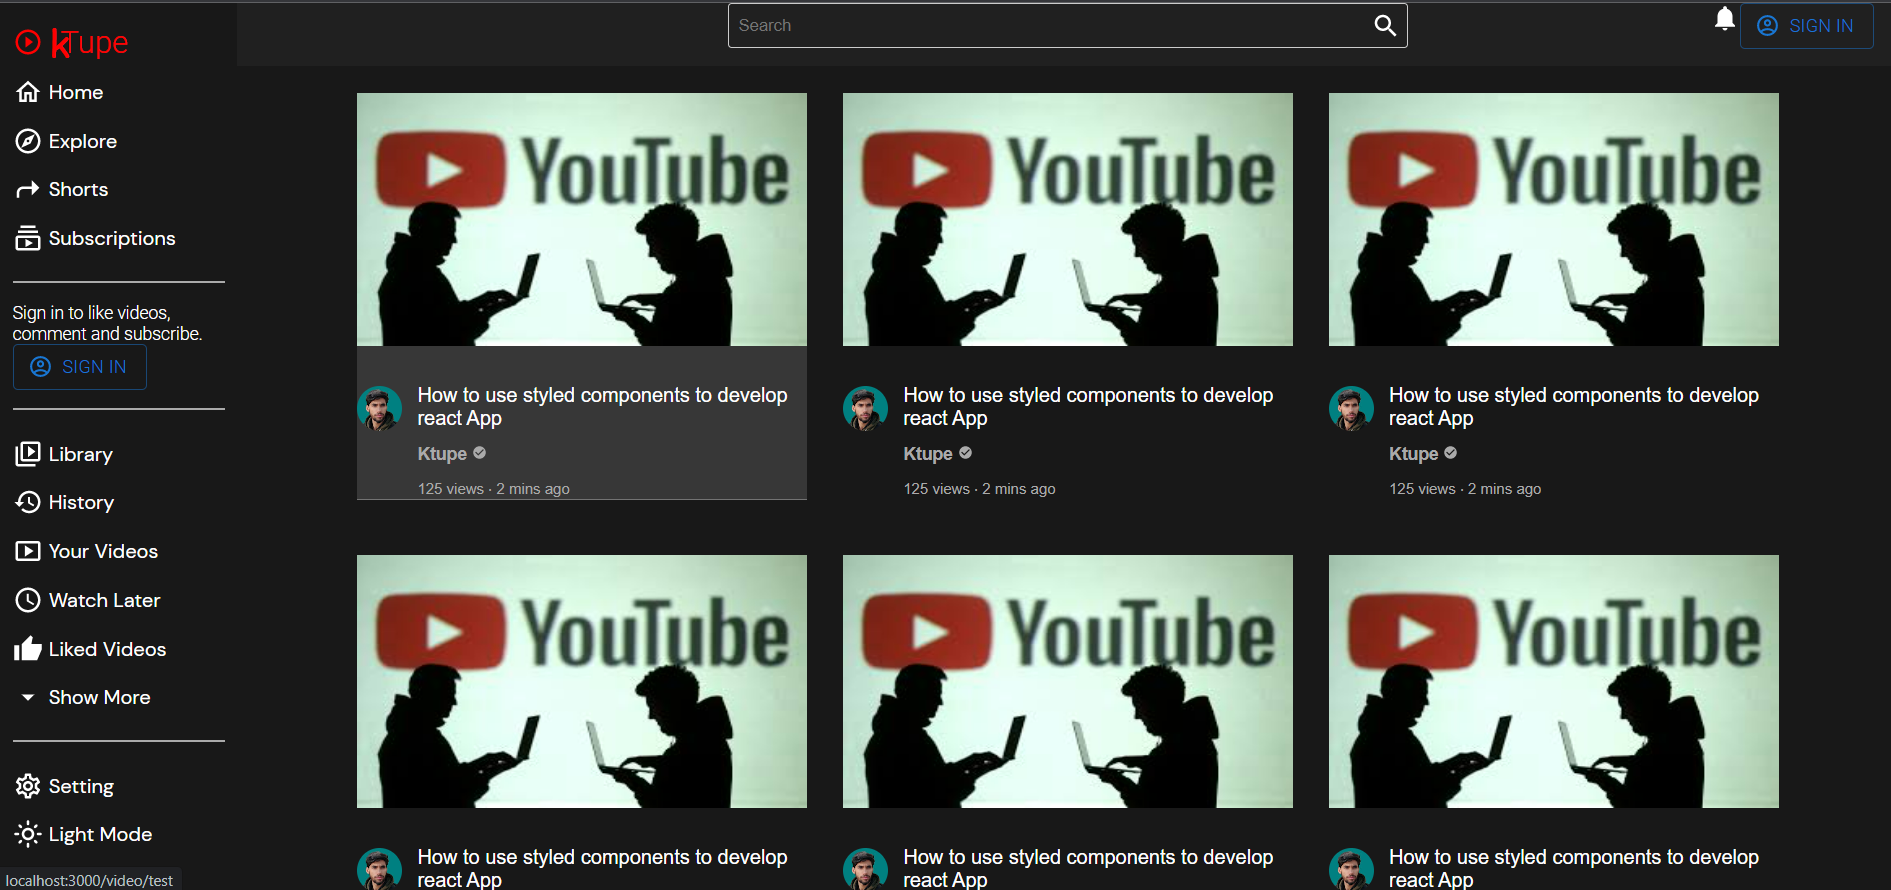 kTupe
Search
SIGN IN
Home
Explore
Shorts
Subscriptions
Sign in to like videos,
comment and subscribe.
SIGN IN
Library
History
Your Videos
Watch Later
Liked Videos
Show More
Setting
Light Mode
localhost:3000/video/test
YouTube
How to use styled components to develop
react App
Ktupe
125 views · 2 mins ago
YouTube
How to use styled components to develop
react App
Ktupe
125 views · 2 mins ago
YouTube
How to use styled components to develop
react App
Ktupe
125 views · 2 mins ago
YouTube
How to use styled components to develop
react App
YouTube
How to use styled components to develop
react App
YouTube
How to use styled components to develop
react App